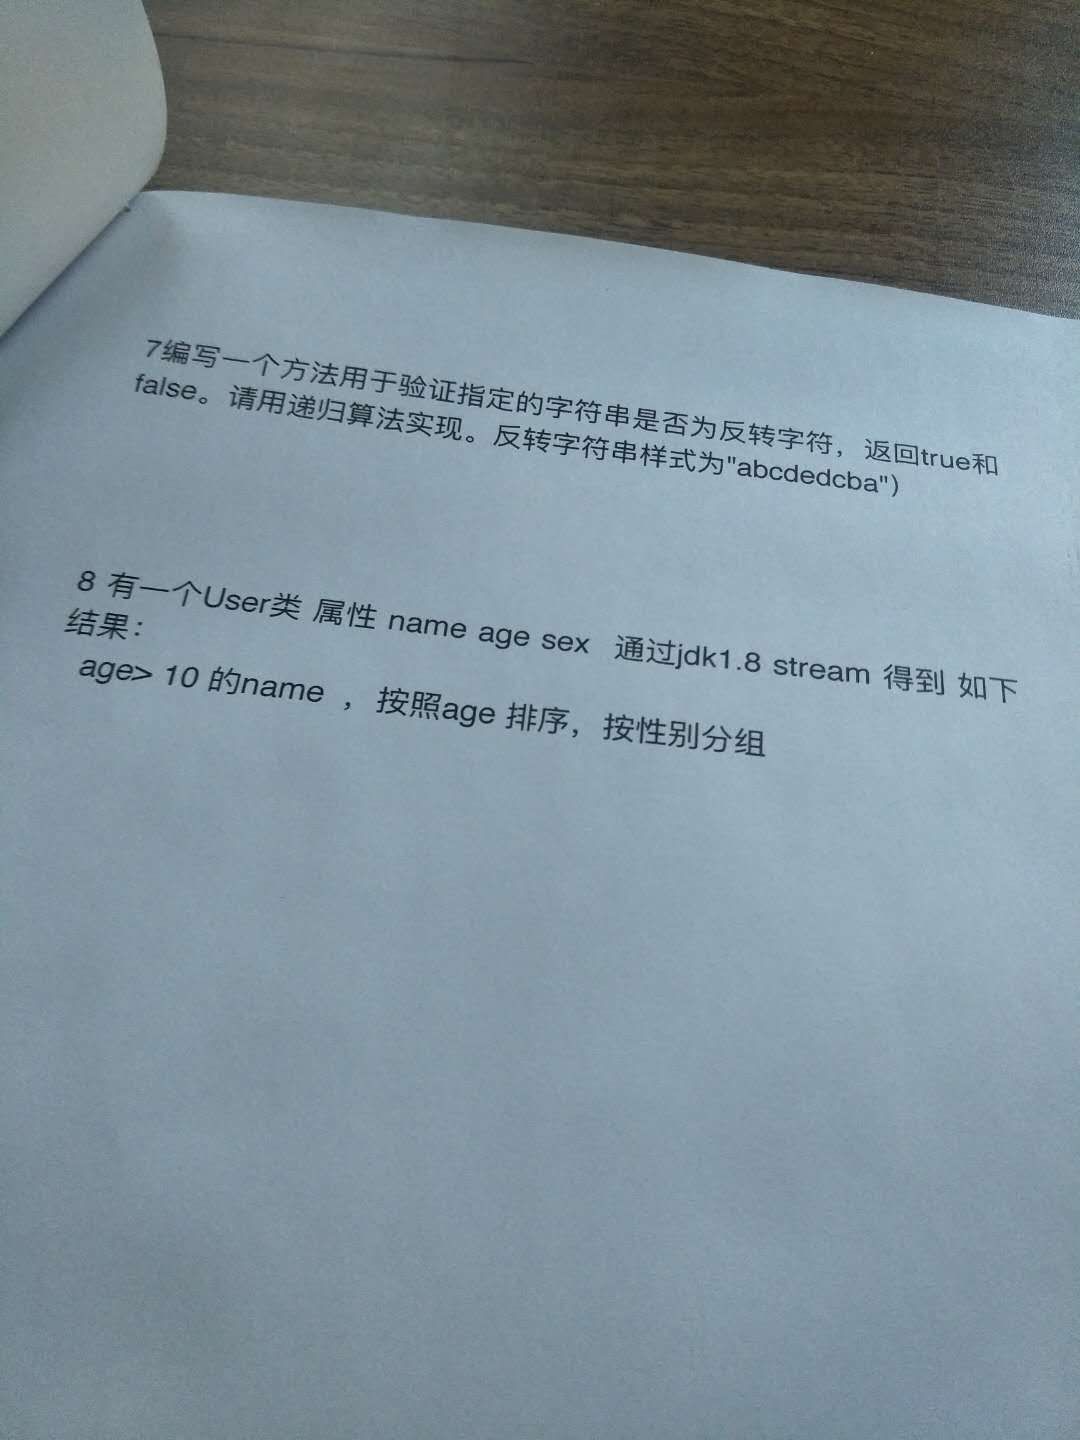 7编写一个方法用于验证指定的字符串是否为反转字符，返回true和
false。请用递归算法实现。反转字符串样式为"abcdedcba")
8 有一个User类 属性 name age sex 通过jdk1.8 stream 得到 如下
结果：
age> 10 的name ，按照age 排序，按性别分组